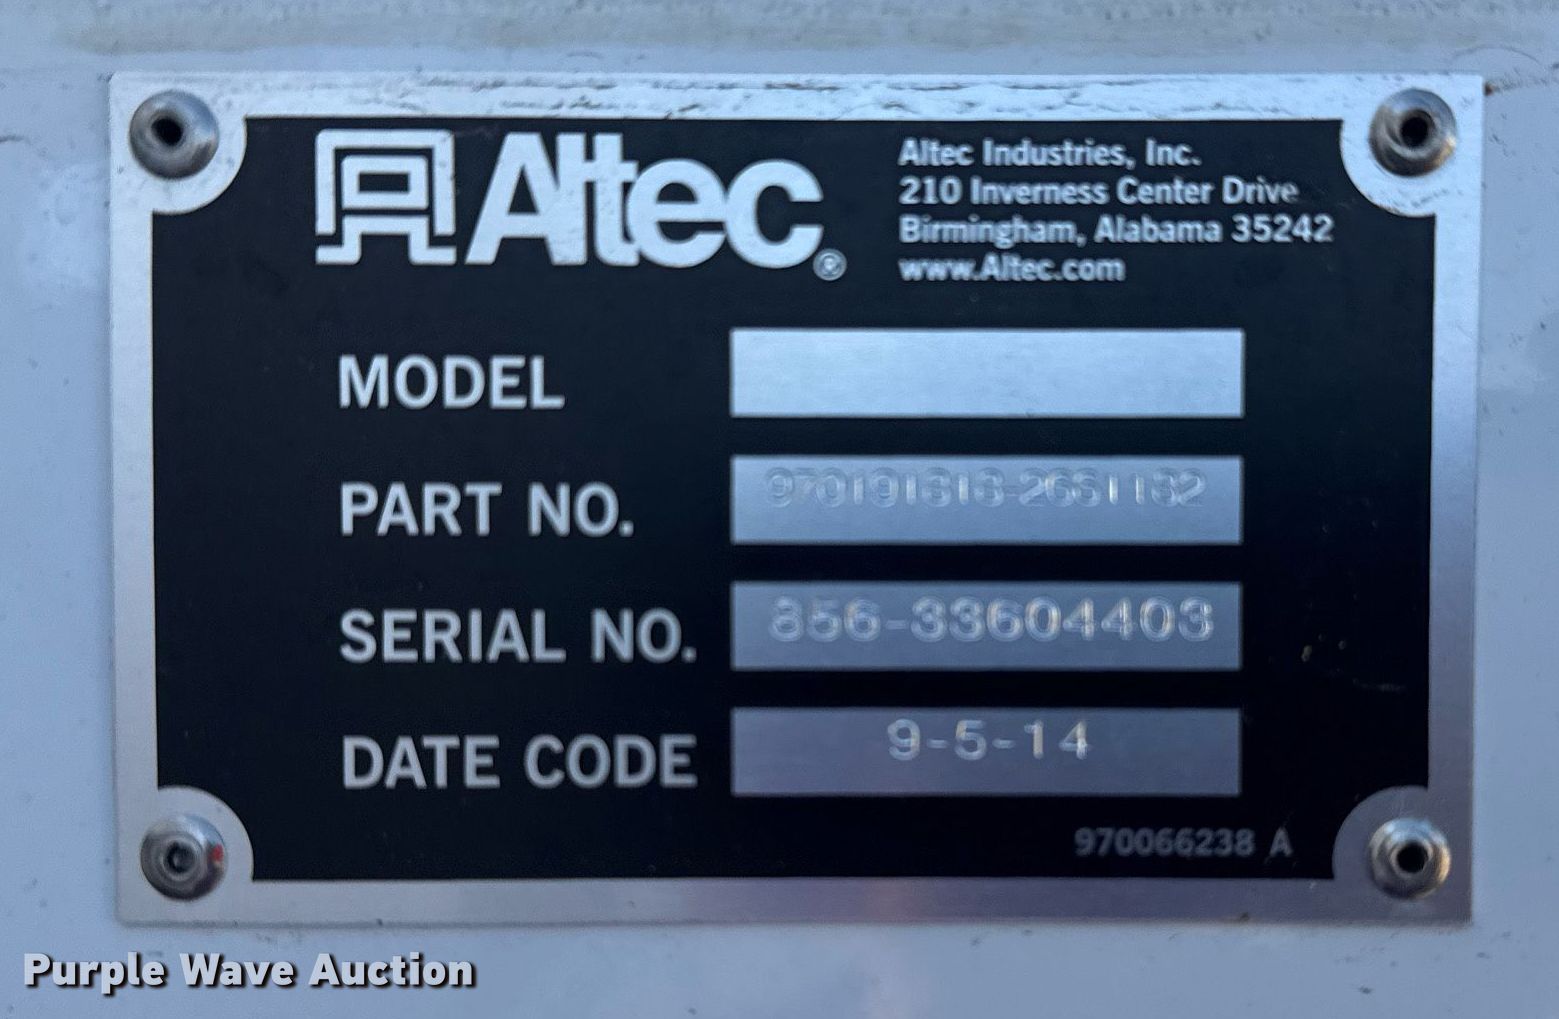 Altec®
Altec Industries, Inc.
210 Inverness Center Drive
Birmingham, Alabama 35242
www.Altec.com
MODEL
PART NO.
SERIAL NO. 856-33604403
DATE CODE 9-5-14
970066238 A
Purple Wave Auction